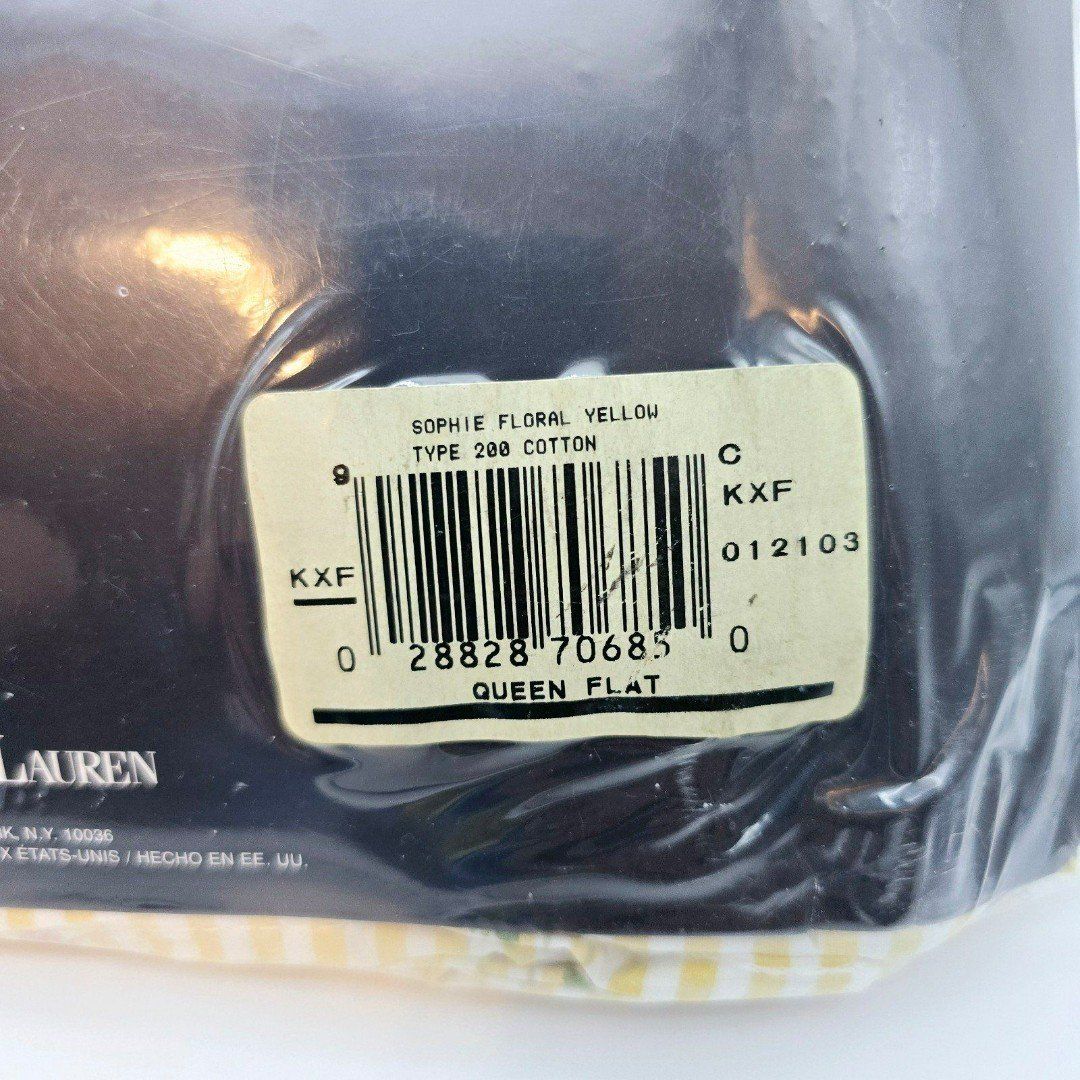 SOPHIE FLORAL YELLOW
TYPE 200 COTTON
9
C
KXF
012103
KXF
0 28828 70685 0
QUEEN FLAT
LAUREN
N.Y. 10036
ÉTATS-UNIS / HECHO EN EE. UU.